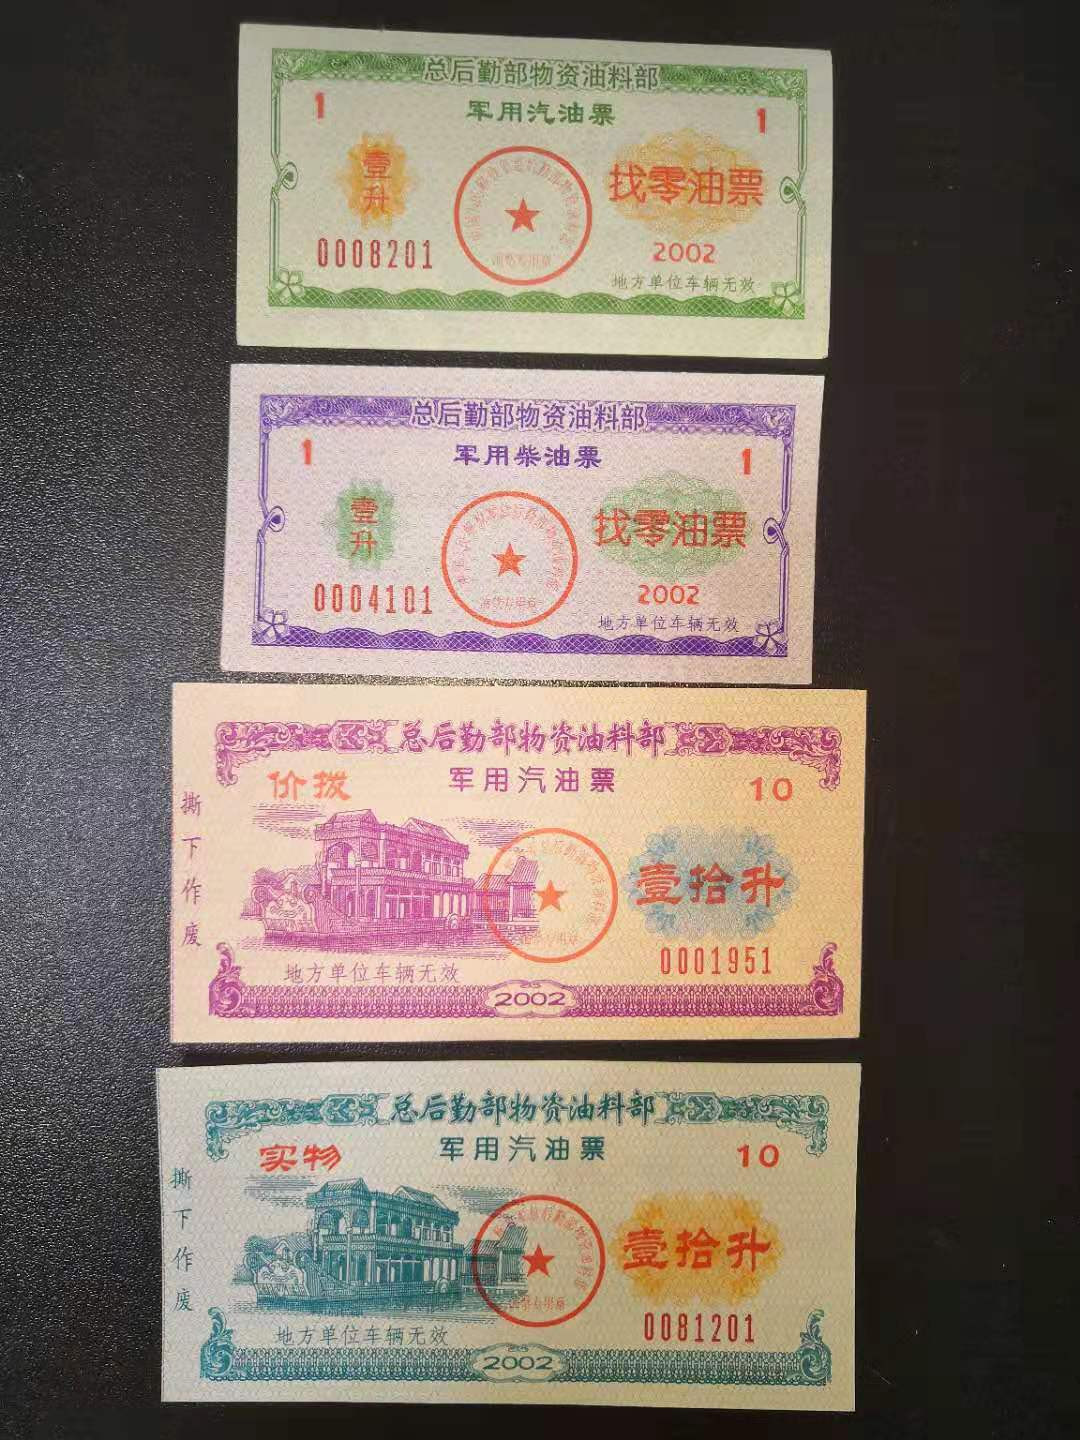 总后勤部物资油料部
军用汽油票
1
1
壹升
找零油票
0008201
2002
地方单位车辆无效
总后勤部物资油料部
军用柴油票
1
1
壹升
找零油票
0004101
2002
地方单位车辆无效
总后勤部物资油料部
军用汽油票
价拨
10
撕下作废
壹拾升
0001951
地方单位车辆无效
2002
总后勤部物资油料部
军用汽油票
实物
10
撕下作废
壹拾升
0081201
地方单位车辆无效
2002